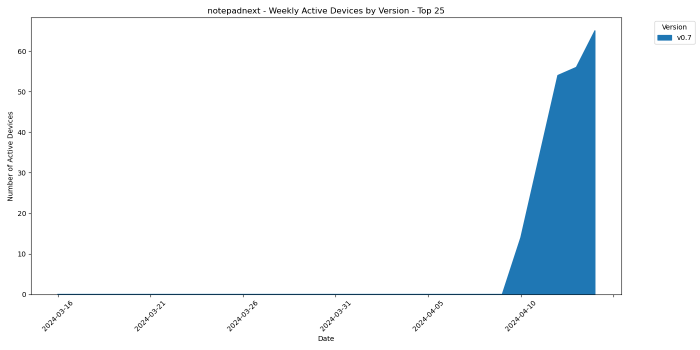 notepadnext - Weekly Active Devices by Version - Top 25
Version
v0.7
Number of Active Devices
60
50
40
30
20
10
0
2024-03-16
2024-03-21
2024-03-26
2024-03-31
2024-04-05
2024-04-10
Date